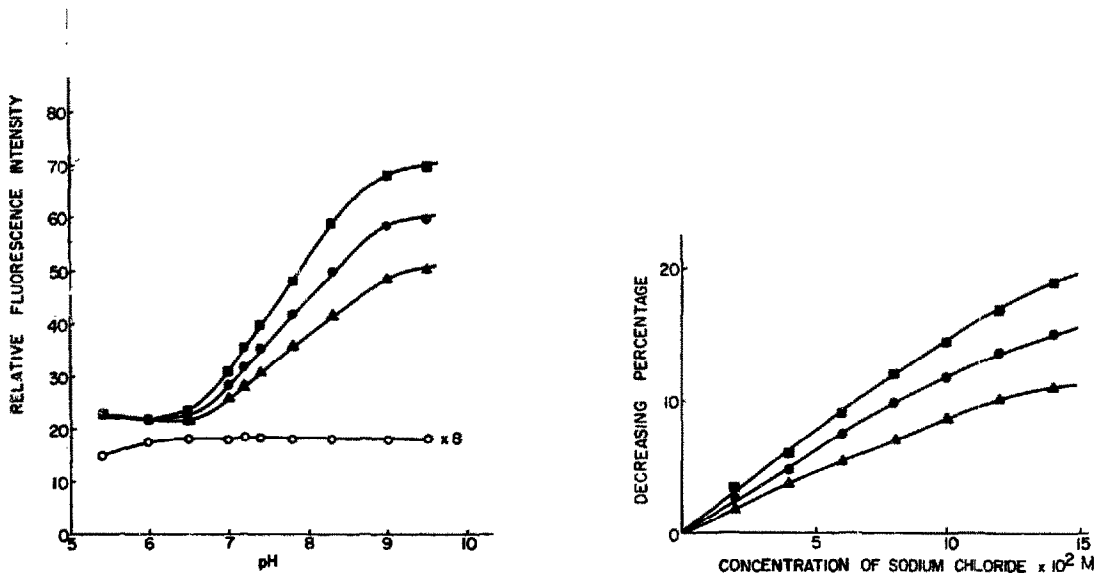 RELATIVE FLUORESCENCE INTENSITY
80
70
60
50
40
30
20
10
0
5 6 7 8 9 10
pH
x 8
DECREASING PERCENTAGE
20
10
0
5 10 15
CONCENTRATION OF SODIUM CHLORIDE x 10² M